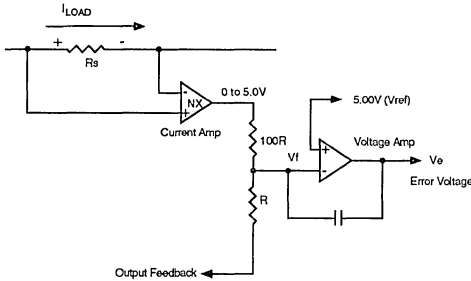 I LOAD
+ -
Rs
-
NX
+
0 to 5.0V
Current Amp
5.00V (Vref)
100R
Voltage Amp
+
Vf
-
Ve
Error Voltage
R
Output Feedback